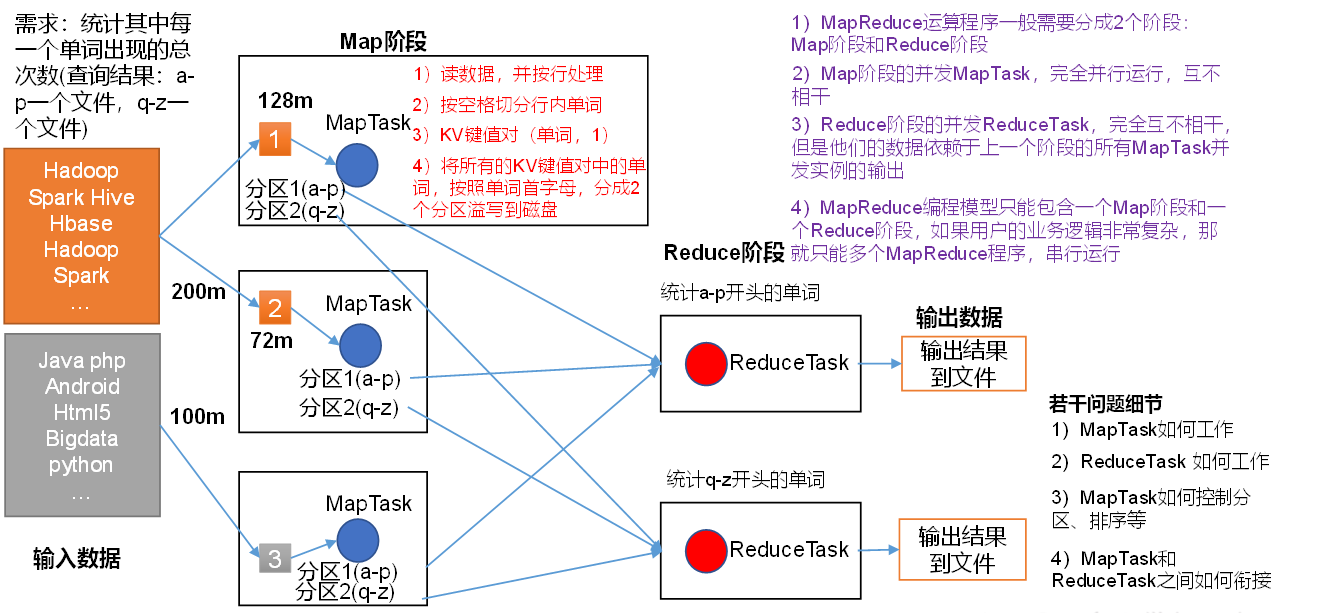 需求：统计其中每
一个单词出现的总
次数(查询结果：a-
p一个文件，q-z一
个文件)
Hadoop
Spark Hive
Hbase
Hadoop
Spark
…
Java php
Android
Html5
Bigdata
python
…
输入数据
200m
100m
Map阶段
128m
1
MapTask
分区1(a-p)
分区2(q-z)
1）读数据，并按行处理
2）按空格切分行内单词
3）KV键值对（单词，1）
4）将所有的KV键值对中的单
词，按照单词首字母，分成2
个分区溢写到磁盘
2
72m
MapTask
分区1(a-p)
分区2(q-z)
3
MapTask
分区1(a-p)
分区2(q-z)
Reduce阶段
统计a-p开头的单词
ReduceTask
统计q-z开头的单词
ReduceTask
输出数据
输出结果
到文件
输出结果
到文件
1）MapReduce运算程序一般需要分成2个阶段：
Map阶段和Reduce阶段
2）Map阶段的并发MapTask，完全并行运行，互不
相干
3）Reduce阶段的并发ReduceTask，完全互不相干，
但是他们的数据依赖于上一个阶段的所有MapTask并
发实例的输出
4）MapReduce编程模型只能包含一个Map阶段和一
个Reduce阶段，如果用户的业务逻辑非常复杂，那
就只能多个MapReduce程序，串行运行
若干问题细节
1）MapTask如何工作
2）ReduceTask 如何工作
3）MapTask如何控制分
区、排序等
4）MapTask和
ReduceTask之间如何衔接